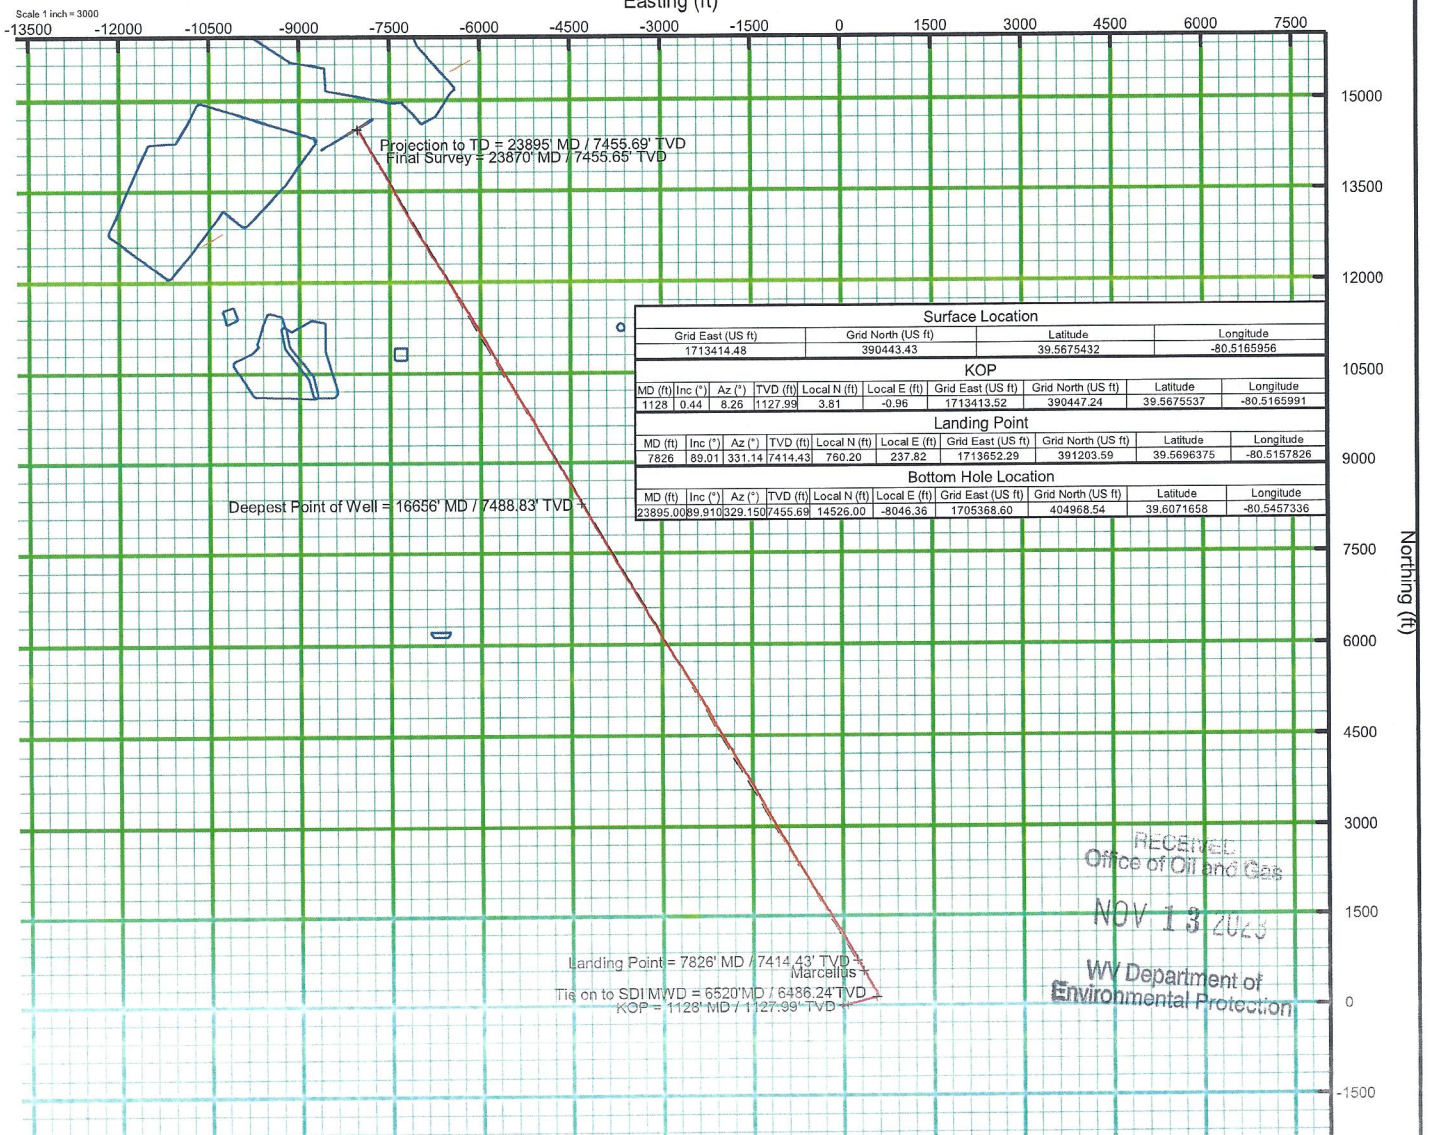 Easting (ft)
Scale 1 inch = 3000
-13500 -12000 -10500 -9000 -7500 -6000 -4500 -3000 -1500 0 1500 3000 4500 6000 7500
15000
Projection to TD = 23895' MD / 7455.69' TVD
Final Survey = 23870' MD / 7455.65' TVD
13500
12000
Surface Location
Grid East (US ft) Grid North (US ft) Latitude Longitude
1713414.48 390443.43 39.5675432 -80.5165956
KOP
10500
MD (ft) Inc (°) Az (°) TVD (ft) Local N (ft) Local E (ft) Grid East (US ft) Grid North (US ft) Latitude Longitude
1128 0.44 8.26 1127.99 3.81 -0.96 1713413.52 390447.24 39.5675537 -80.5165991
Landing Point
MD (ft) Inc (°) Az (°) TVD (ft) Local N (ft) Local E (ft) Grid East (US ft) Grid North (US ft) Latitude Longitude
7826 89.01 331.14 7414.43 760.20 237.82 1713652.29 391203.59 39.5696375 -80.5157826
9000
Bottom Hole Location
MD (ft) Inc (°) Az (°) TVD (ft) Local N (ft) Local E (ft) Grid East (US ft) Grid North (US ft) Latitude Longitude
23895.00 89.910 329.150 7455.69 14526.00 -8046.36 1705368.60 404968.54 39.6071658 -80.5457336
Deepest Point of Well = 16656' MD / 7488.83' TVD
7500
Northing (ft)
6000
4500
3000
RECEIVED
Office of Oil and Gas
1500
NOV 13 2023
Landing Point = 7826' MD / 7414.43' TVD
Marcellus
WV Department of
Environmental Protection
Tie on to SDI MWD = 6520'MD / 6486.24'TVD
KOP = 1128' MD / 1127.99' TVD
0
-1500